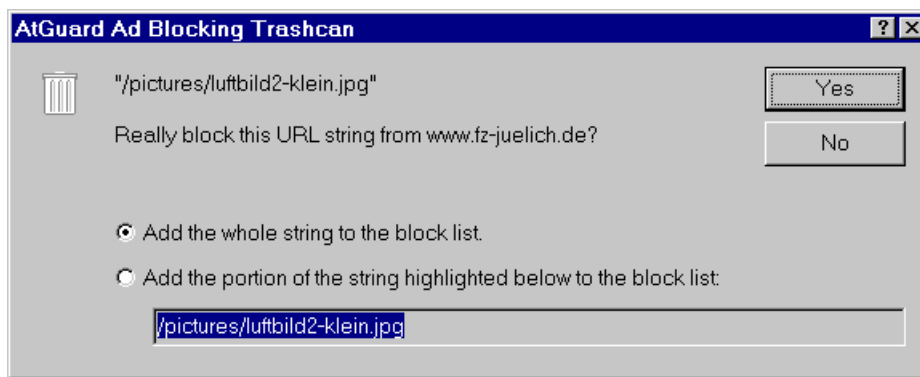 AtGuard Ad Blocking Trashcan
"/pictures/luftbild2-klein.jpg"
Yes
Really block this URL string from www.fz-juelich.de?
No
Add the whole string to the block list.
Add the portion of the string highlighted below to the block list:
/pictures/luftbild2-klein.jpg